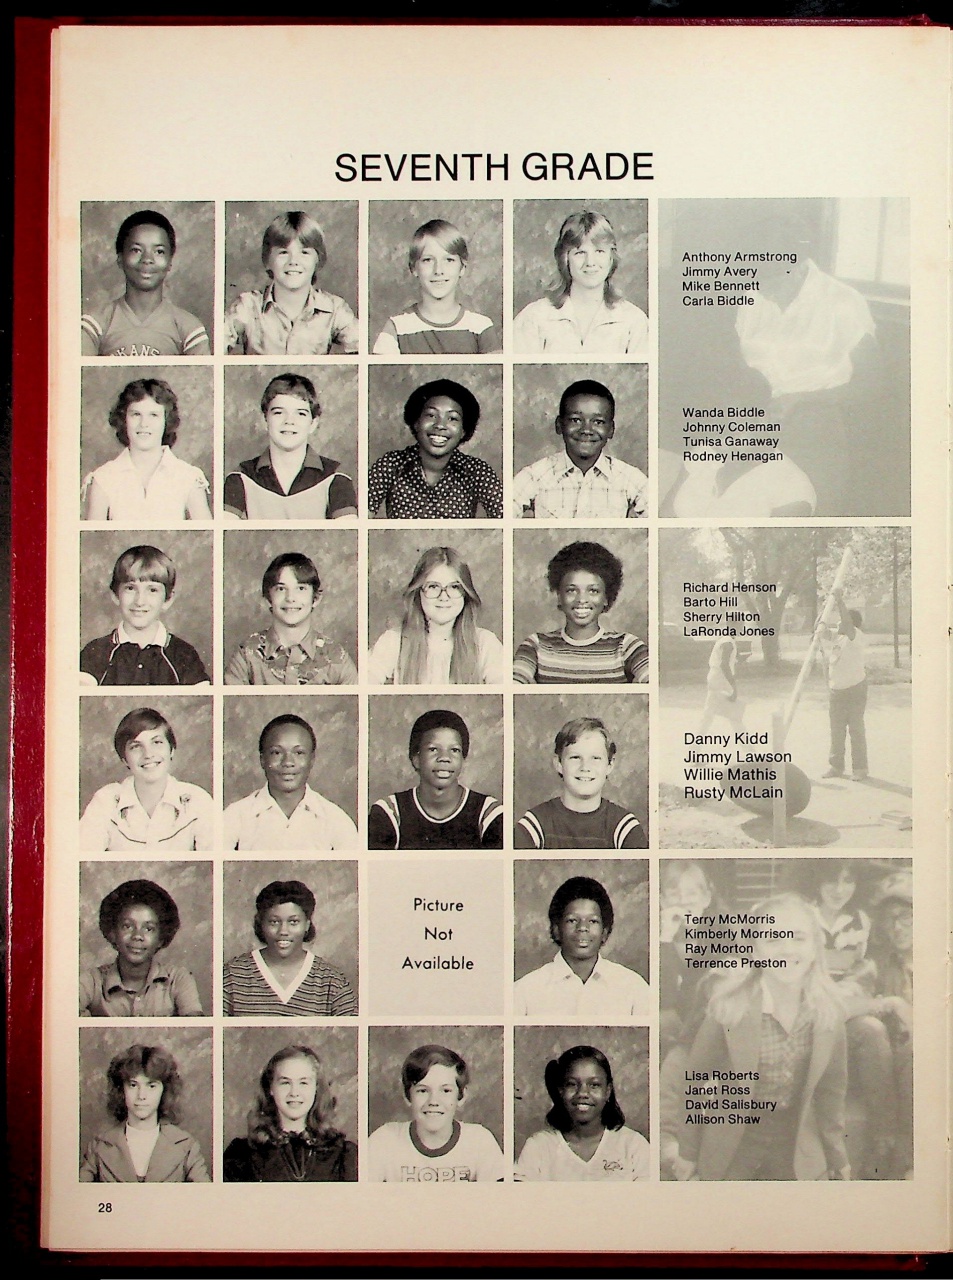 SEVENTH GRADE
Anthony Armstrong
Jimmy Avery
Mike Bennett
Carla Biddle
KANS
Wanda Biddle
Johnny Coleman
Tunisa Ganaway
Rodney Henagan
Richard Henson
Barto Hill
Sherry Hilton
LaRonda Jones
Danny Kidd
Jimmy Lawson
Willie Mathis
Rusty McLain
Picture
Not
Available
Terry McMorris
Kimberly Morrison
Ray Morton
Terrence Preston
Lisa Roberts
Janet Ross
David Salisbury
Allison Shaw
HOPE
28